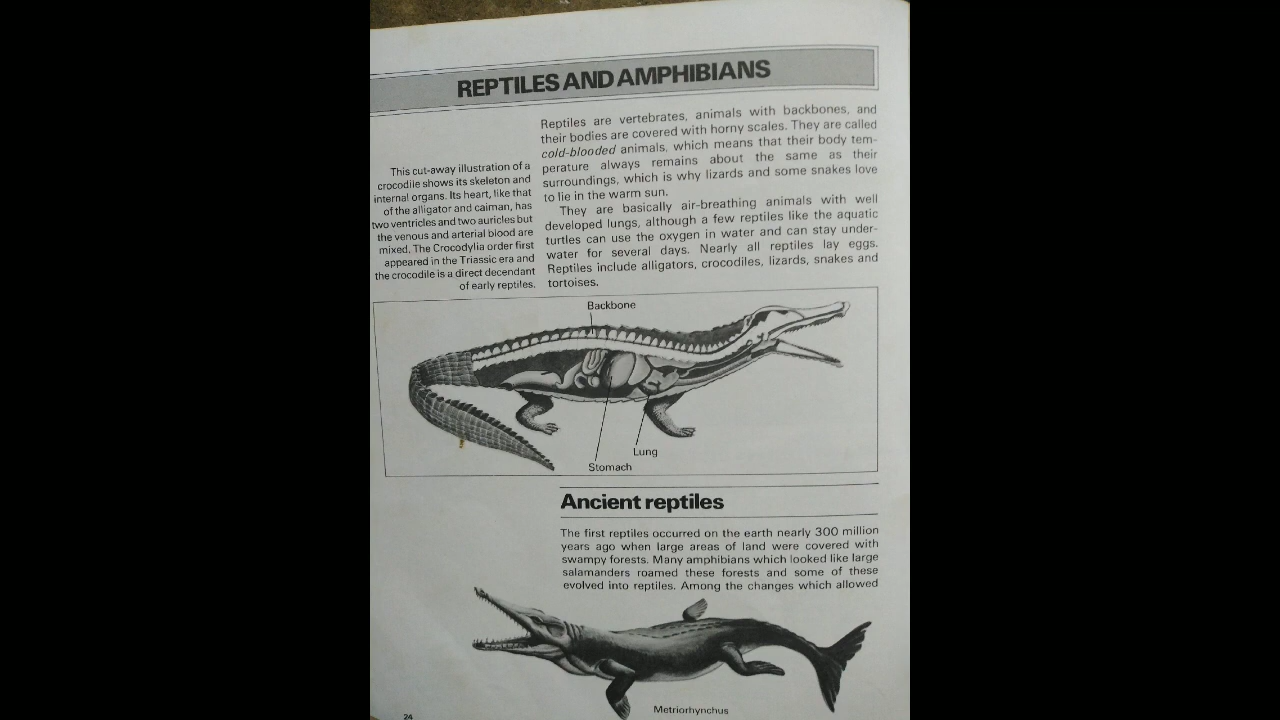 REPTILES AND AMPHIBIANS
Reptiles are vertebrates, animals with backbones, and
their bodies are covered with horny scales. They are called
cold-blooded animals, which means that their body tem-
perature always remains about the same as their
surroundings, which is why lizards and some snakes love
to lie in the warm sun.
They are basically air-breathing animals with well
developed lungs, although a few reptiles like the aquatic
turtles can use the oxygen in water and can stay under-
water for several days. Nearly all reptiles lay eggs.
Reptiles include alligators, crocodiles, lizards, snakes and
tortoises.
This cut-away illustration of a
crocodile shows its skeleton and
internal organs. Its heart, like that
of the alligator and caiman, has
two ventricles and two auricles but
the venous and arterial blood are
mixed. The Crocodylia order first
appeared in the Triassic era and
the crocodile is a direct decendant
of early reptiles.
Backbone
Lung
Stomach
Ancient reptiles
The first reptiles occurred on the earth nearly 300 million
years ago when large areas of land were covered with
swampy forests. Many amphibians which looked like large
salamanders roamed these forests and some of these
evolved into reptiles. Among the changes which allowed
Metriorhynchus
24